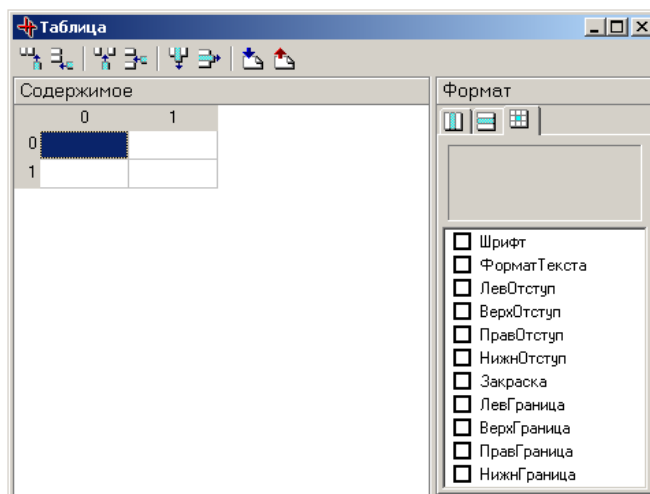 Таблица
Содержимое
Формат
0 1
0
1
Шрифт
ФорматТекста
ЛевОтступ
ВерхОтступ
ПравОтступ
НижнОтступ
Закраска
ЛевГраница
ВерхГраница
ПравГраница
НижнГраница